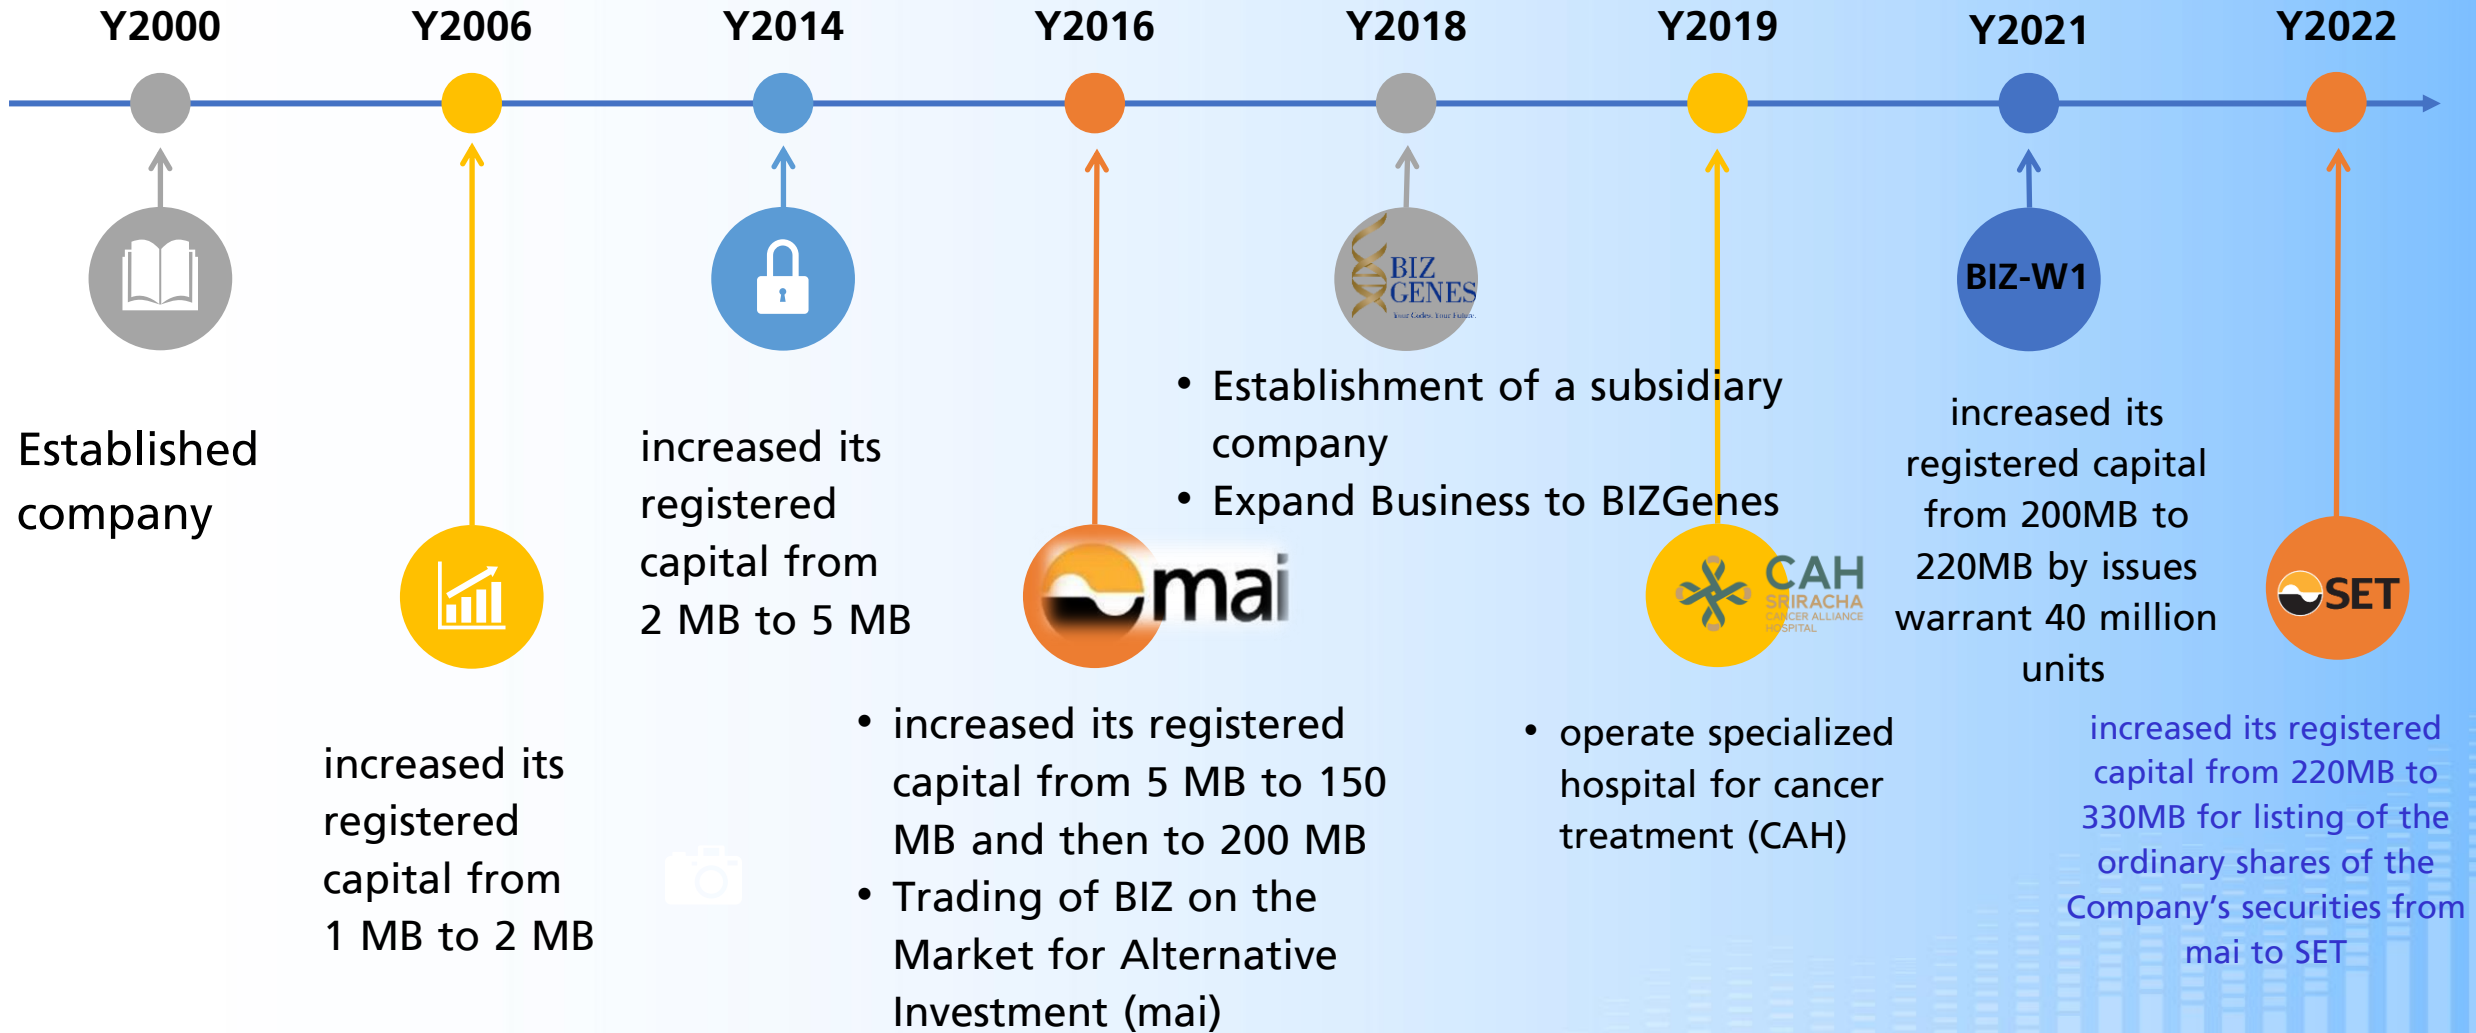 Y2000
Y2006
Y2014
Y2016
Y2018
Y2019
Y2021
Y2022
Established
company
increased its
registered
capital from
1 MB to 2 MB
increased its
registered
capital from
2 MB to 5 MB
mai
• increased its registered
capital from 5 MB to 150
MB and then to 200 MB
• Trading of BIZ on the
Market for Alternative
Investment (mai)
BIZ
GENES
Your Codes. Your Future.
• Establishment of a subsidiary
company
• Expand Business to BIZGenes
CAH
SRIRACHA
CANCER ALLIANCE
HOSPITAL
• operate specialized
hospital for cancer
treatment (CAH)
BIZ-W1
increased its
registered capital
from 200MB to
220MB by issues
warrant 40 million
units
SET
increased its registered
capital from 220MB to
330MB for listing of the
ordinary shares of the
Company's securities from
mai to SET